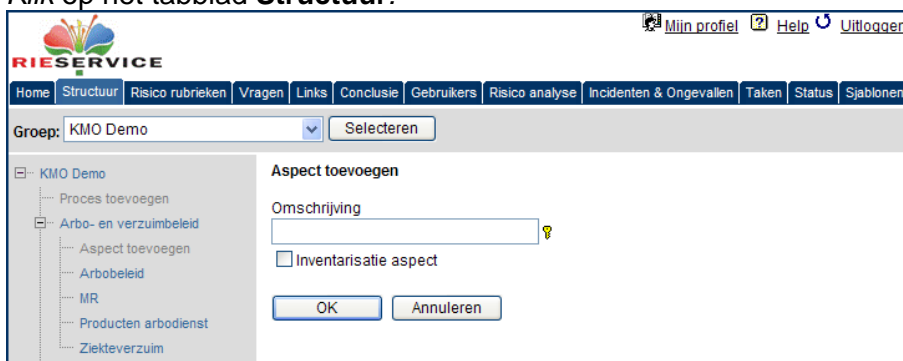 Klik op het tabblad Structuur.
Mijn profiel Help Uitloggen
RIESERVICE
Home Structuur Risico rubrieken Vragen Links Conclusie Gebruikers Risico analyse Incidenten & Ongevallen Taken Status Sjablonen
Groep: KMO Demo Selecteren
KMO Demo
Proces toevoegen
Arbo- en verzuimbeleid
Aspect toevoegen
Arbobeleid
MR
Producten arbodienst
Ziekteverzuim
Aspect toevoegen
Omschrijving
Inventarisatie aspect
OK Annuleren